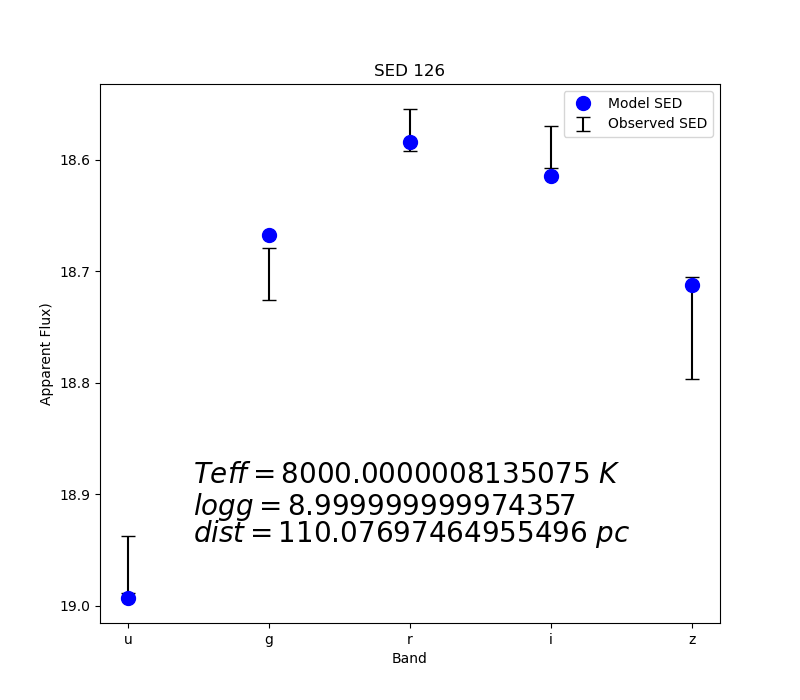 SED 126
Model SED
Observed SED
18.6
18.7
18.8
18.9
19.0
Apparent Flux)
Teff = 8000.0000008135075 K
logg = 8.999999999974357
dist = 110.07697464955496 pc
u g r i z
Band